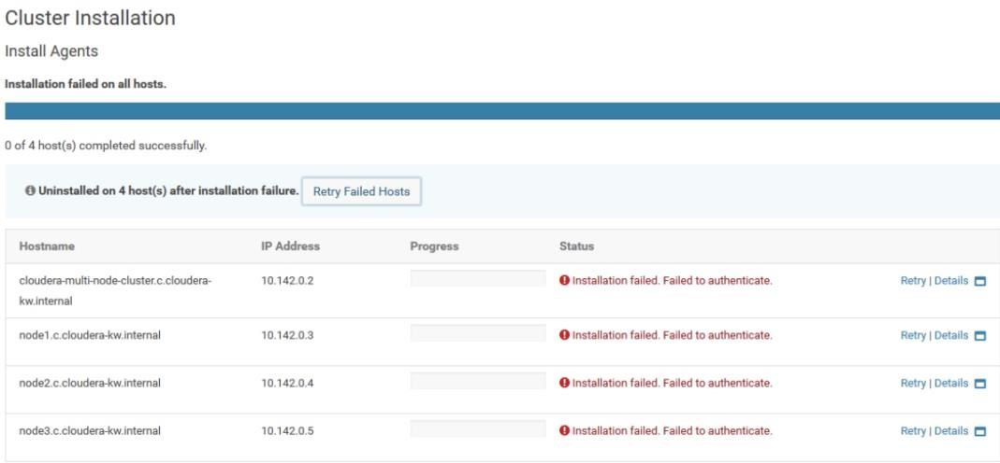 Cluster Installation
Install Agents
Installation failed on all hosts.
0 of 4 host(s) completed successfully.
Uninstalled on 4 host(s) after installation failure. Retry Failed Hosts
Hostname IP Address Progress Status
cloudera-multi-node-cluster.c.cloudera- 10.142.0.2 Installation failed. Failed to authenticate. Retry | Details
kw.internal
node1.c.cloudera-kw.internal 10.142.0.3 Installation failed. Failed to authenticate. Retry | Details
node2.c.cloudera-kw.internal 10.142.0.4 Installation failed. Failed to authenticate. Retry | Details
node3.c.cloudera-kw.internal 10.142.0.5 Installation failed. Failed to authenticate. Retry | Details